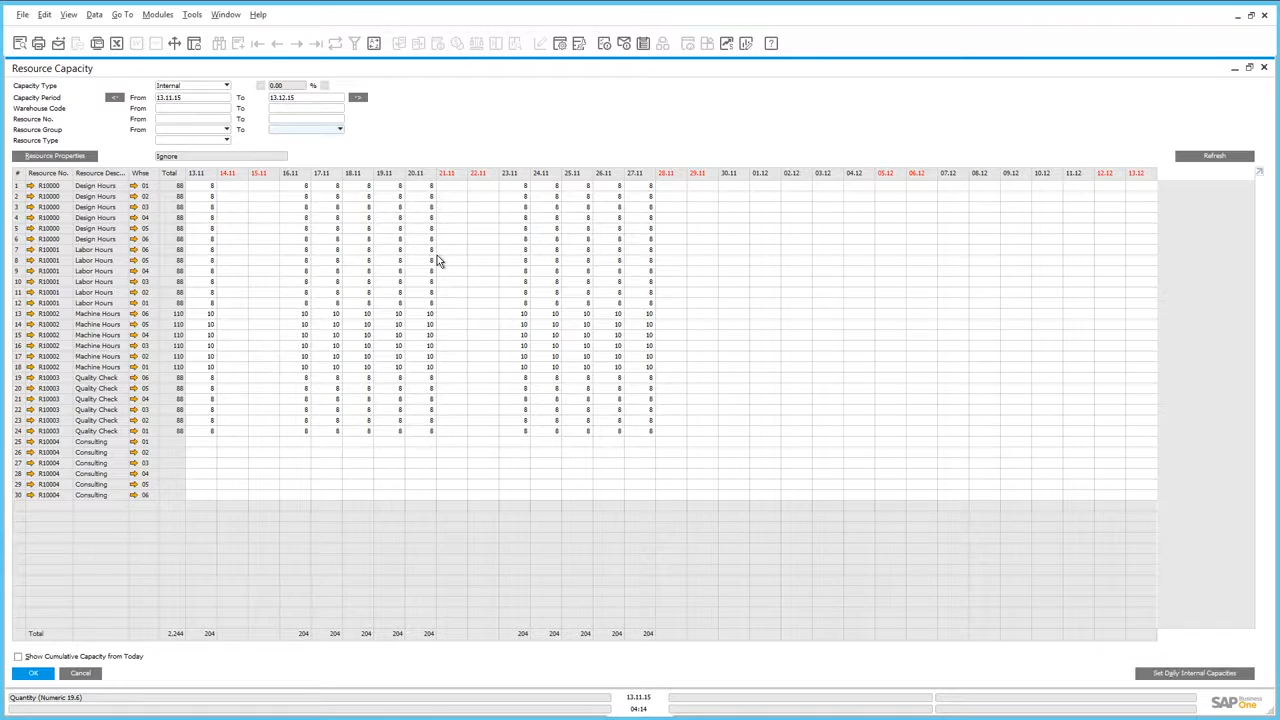 File Edit View Data Go To Modules Tools Window Help
Resource Capacity
Capacity Type Internal 0.00 %
Capacity Period <- From 13.11.15 To 13.12.15 ->
Warehouse Code From To
Resource No. From To
Resource Group From To
Resource Type
Resource Properties Ignore Refresh
# Resource No. Resource Desc... Whse Total 13.11 14.11 15.11 16.11 17.11 18.11 19.11 20.11 21.11 22.11 23.11 24.11 25.11 26.11 27.11 28.11 29.11 30.11 01.12 02.12 03.12 04.12 05.12 06.12 07.12 08.12 09.12 10.12 11.12 12.12 13.12
1 R10000 Design Hours 01 88 8 8 8 8 8 8 8 8 8 8 8
2 R10000 Design Hours 02 88 8 8 8 8 8 8 8 8 8 8 8
3 R10000 Design Hours 03 88 8 8 8 8 8 8 8 8 8 8 8
4 R10000 Design Hours 04 88 8 8 8 8 8 8 8 8 8 8 8
5 R10000 Design Hours 05 88 8 8 8 8 8 8 8 8 8 8 8
6 R10000 Design Hours 06 88 8 8 8 8 8 8 8 8 8 8 8
7 R10001 Labor Hours 06 88 8 8 8 8 8 8 8 8 8 8 8
8 R10001 Labor Hours 05 88 8 8 8 8 8 8 8 8 8 8 8
9 R10001 Labor Hours 04 88 8 8 8 8 8 8 8 8 8 8 8
10 R10001 Labor Hours 03 88 8 8 8 8 8 8 8 8 8 8 8
11 R10001 Labor Hours 02 88 8 8 8 8 8 8 8 8 8 8 8
12 R10001 Labor Hours 01 88 8 8 8 8 8 8 8 8 8 8 8
13 R10002 Machine Hours 06 110 10 10 10 10 10 10 10 10 10 10 10
14 R10002 Machine Hours 05 110 10 10 10 10 10 10 10 10 10 10 10
15 R10002 Machine Hours 04 110 10 10 10 10 10 10 10 10 10 10 10
16 R10002 Machine Hours 03 110 10 10 10 10 10 10 10 10 10 10 10
17 R10002 Machine Hours 02 110 10 10 10 10 10 10 10 10 10 10 10
18 R10002 Machine Hours 01 110 10 10 10 10 10 10 10 10 10 10 10
19 R10003 Quality Check 06 88 8 8 8 8 8 8 8 8 8 8 8
20 R10003 Quality Check 05 88 8 8 8 8 8 8 8 8 8 8 8
21 R10003 Quality Check 04 88 8 8 8 8 8 8 8 8 8 8 8
22 R10003 Quality Check 03 88 8 8 8 8 8 8 8 8 8 8 8
23 R10003 Quality Check 02 88 8 8 8 8 8 8 8 8 8 8 8
24 R10003 Quality Check 01 88 8 8 8 8 8 8 8 8 8 8 8
25 R10004 Consulting 01
26 R10004 Consulting 02
27 R10004 Consulting 03
28 R10004 Consulting 04
29 R10004 Consulting 05
30 R10004 Consulting 06
Total 2,244 204 204 204 204 204 204 204 204 204 204 204
Show Cumulative Capacity from Today
OK Cancel Set Daily Internal Capacities
Quantity (Numeric 19.6) 13.11.15
04:14
SAP Business One